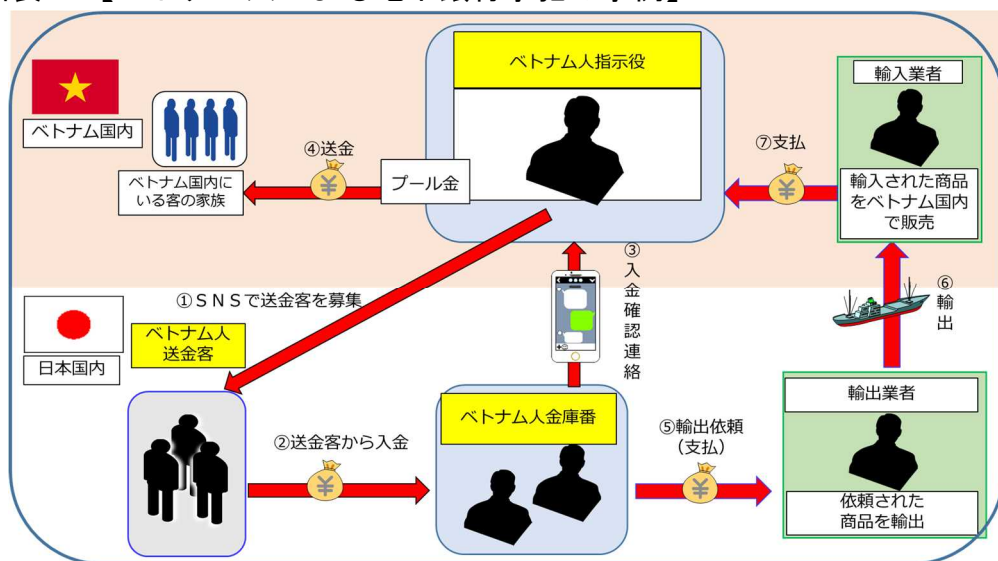 ベトナム人指示役
輸入業者
ベトナム国内
④送金
⑦支払
プール金
ベトナム国内に
いる客の家族
輸入された商品
をベトナム国内
で販売
③入金確認連絡
①ＳＮＳで送金客を募集
⑥輸出
ベトナム人
送金客
日本国内
輸出業者
ベトナム人金庫番
②送金客から入金
⑤輸出依頼
（支払）
依頼された
商品を輸出
￥
￥
￥
￥